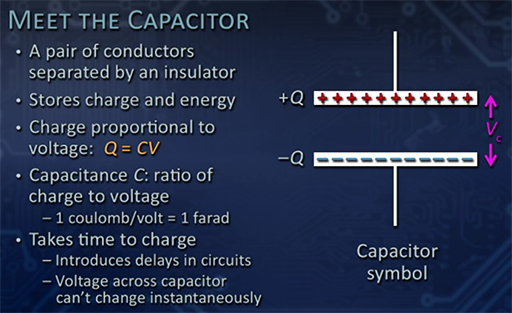 MEET THE CAPACITOR
• A pair of conductors
separated by an insulator
• Stores charge and energy
• Charge proportional to
voltage: Q = CV
• Capacitance C: ratio of
charge to voltage
– 1 coulomb/volt = 1 farad
• Takes time to charge
– Introduces delays in circuits
– Voltage across capacitor
can't change instantaneously
+Q
–Q
Vc
Capacitor
symbol